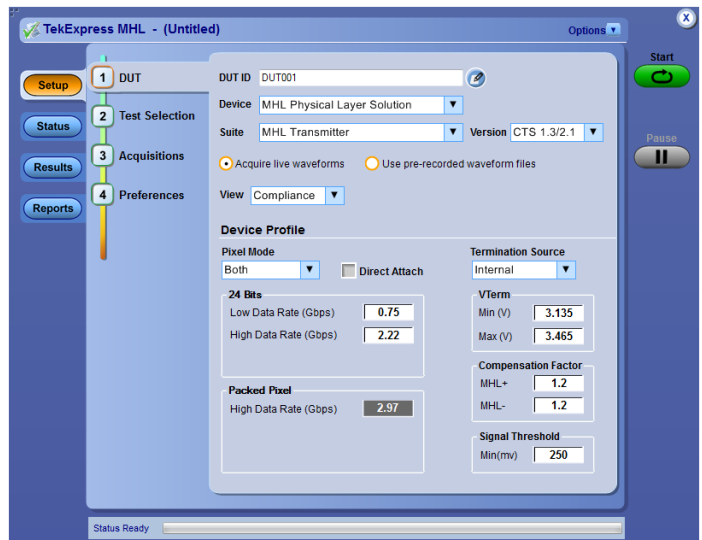 TekExpress MHL - (Untitled)
Options
Start
Pause
Setup
Status
Results
Reports
1 DUT
2 Test Selection
3 Acquisitions
4 Preferences
DUT ID DUT001
Device MHL Physical Layer Solution
Suite MHL Transmitter Version CTS 1.3/2.1
Acquire live waveforms Use pre-recorded waveform files
View Compliance
Device Profile
Pixel Mode
Both
Direct Attach
Termination Source
Internal
24 Bits
Low Data Rate (Gbps) 0.75
High Data Rate (Gbps) 2.22
VTerm
Min (V) 3.135
Max (V) 3.465
Packed Pixel
High Data Rate (Gbps) 2.97
Compensation Factor
MHL+ 1.2
MHL- 1.2
Signal Threshold
Min(mv) 250
Status Ready